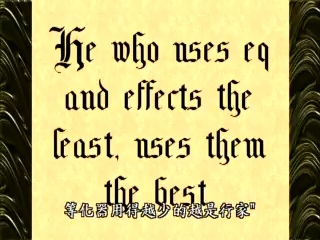 He who uses eq
and effects the
least, uses them
the best
等化器用得越少的越是行家"